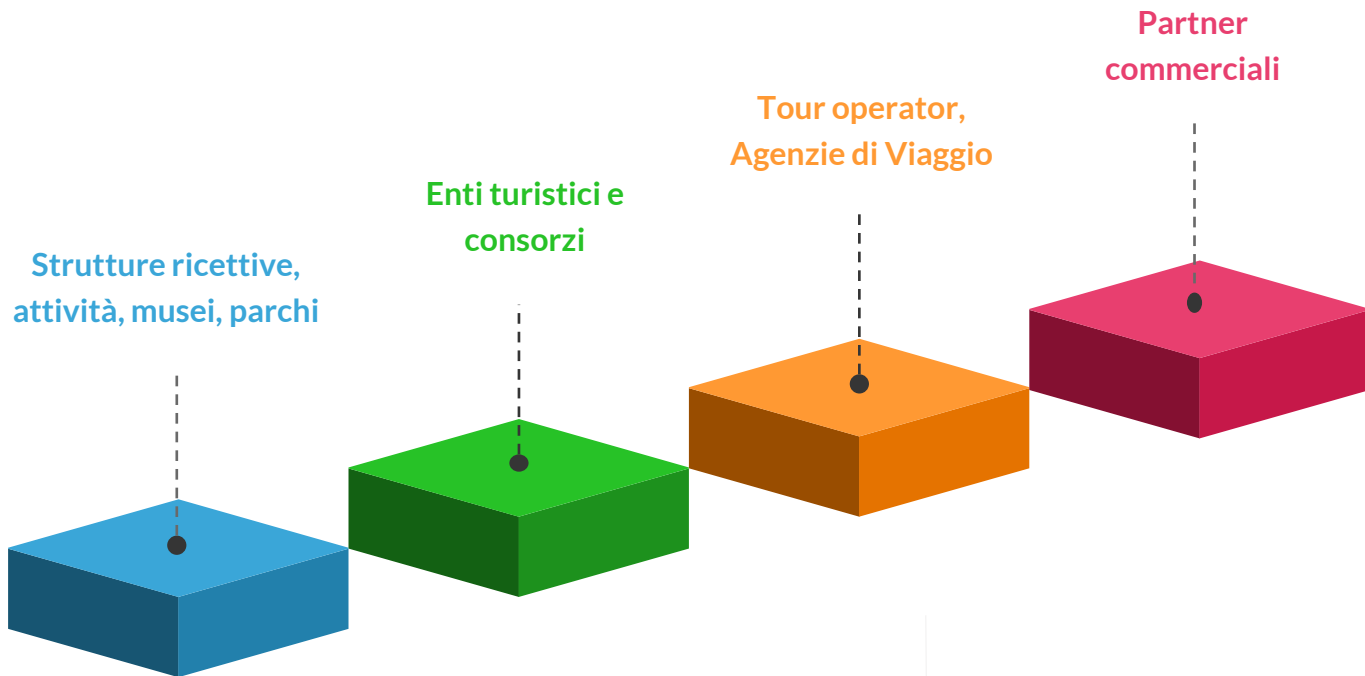 Strutture ricettive,
attività, musei, parchi
Enti turistici e
consorzi
Tour operator,
Agenzie di Viaggio
Partner
commerciali